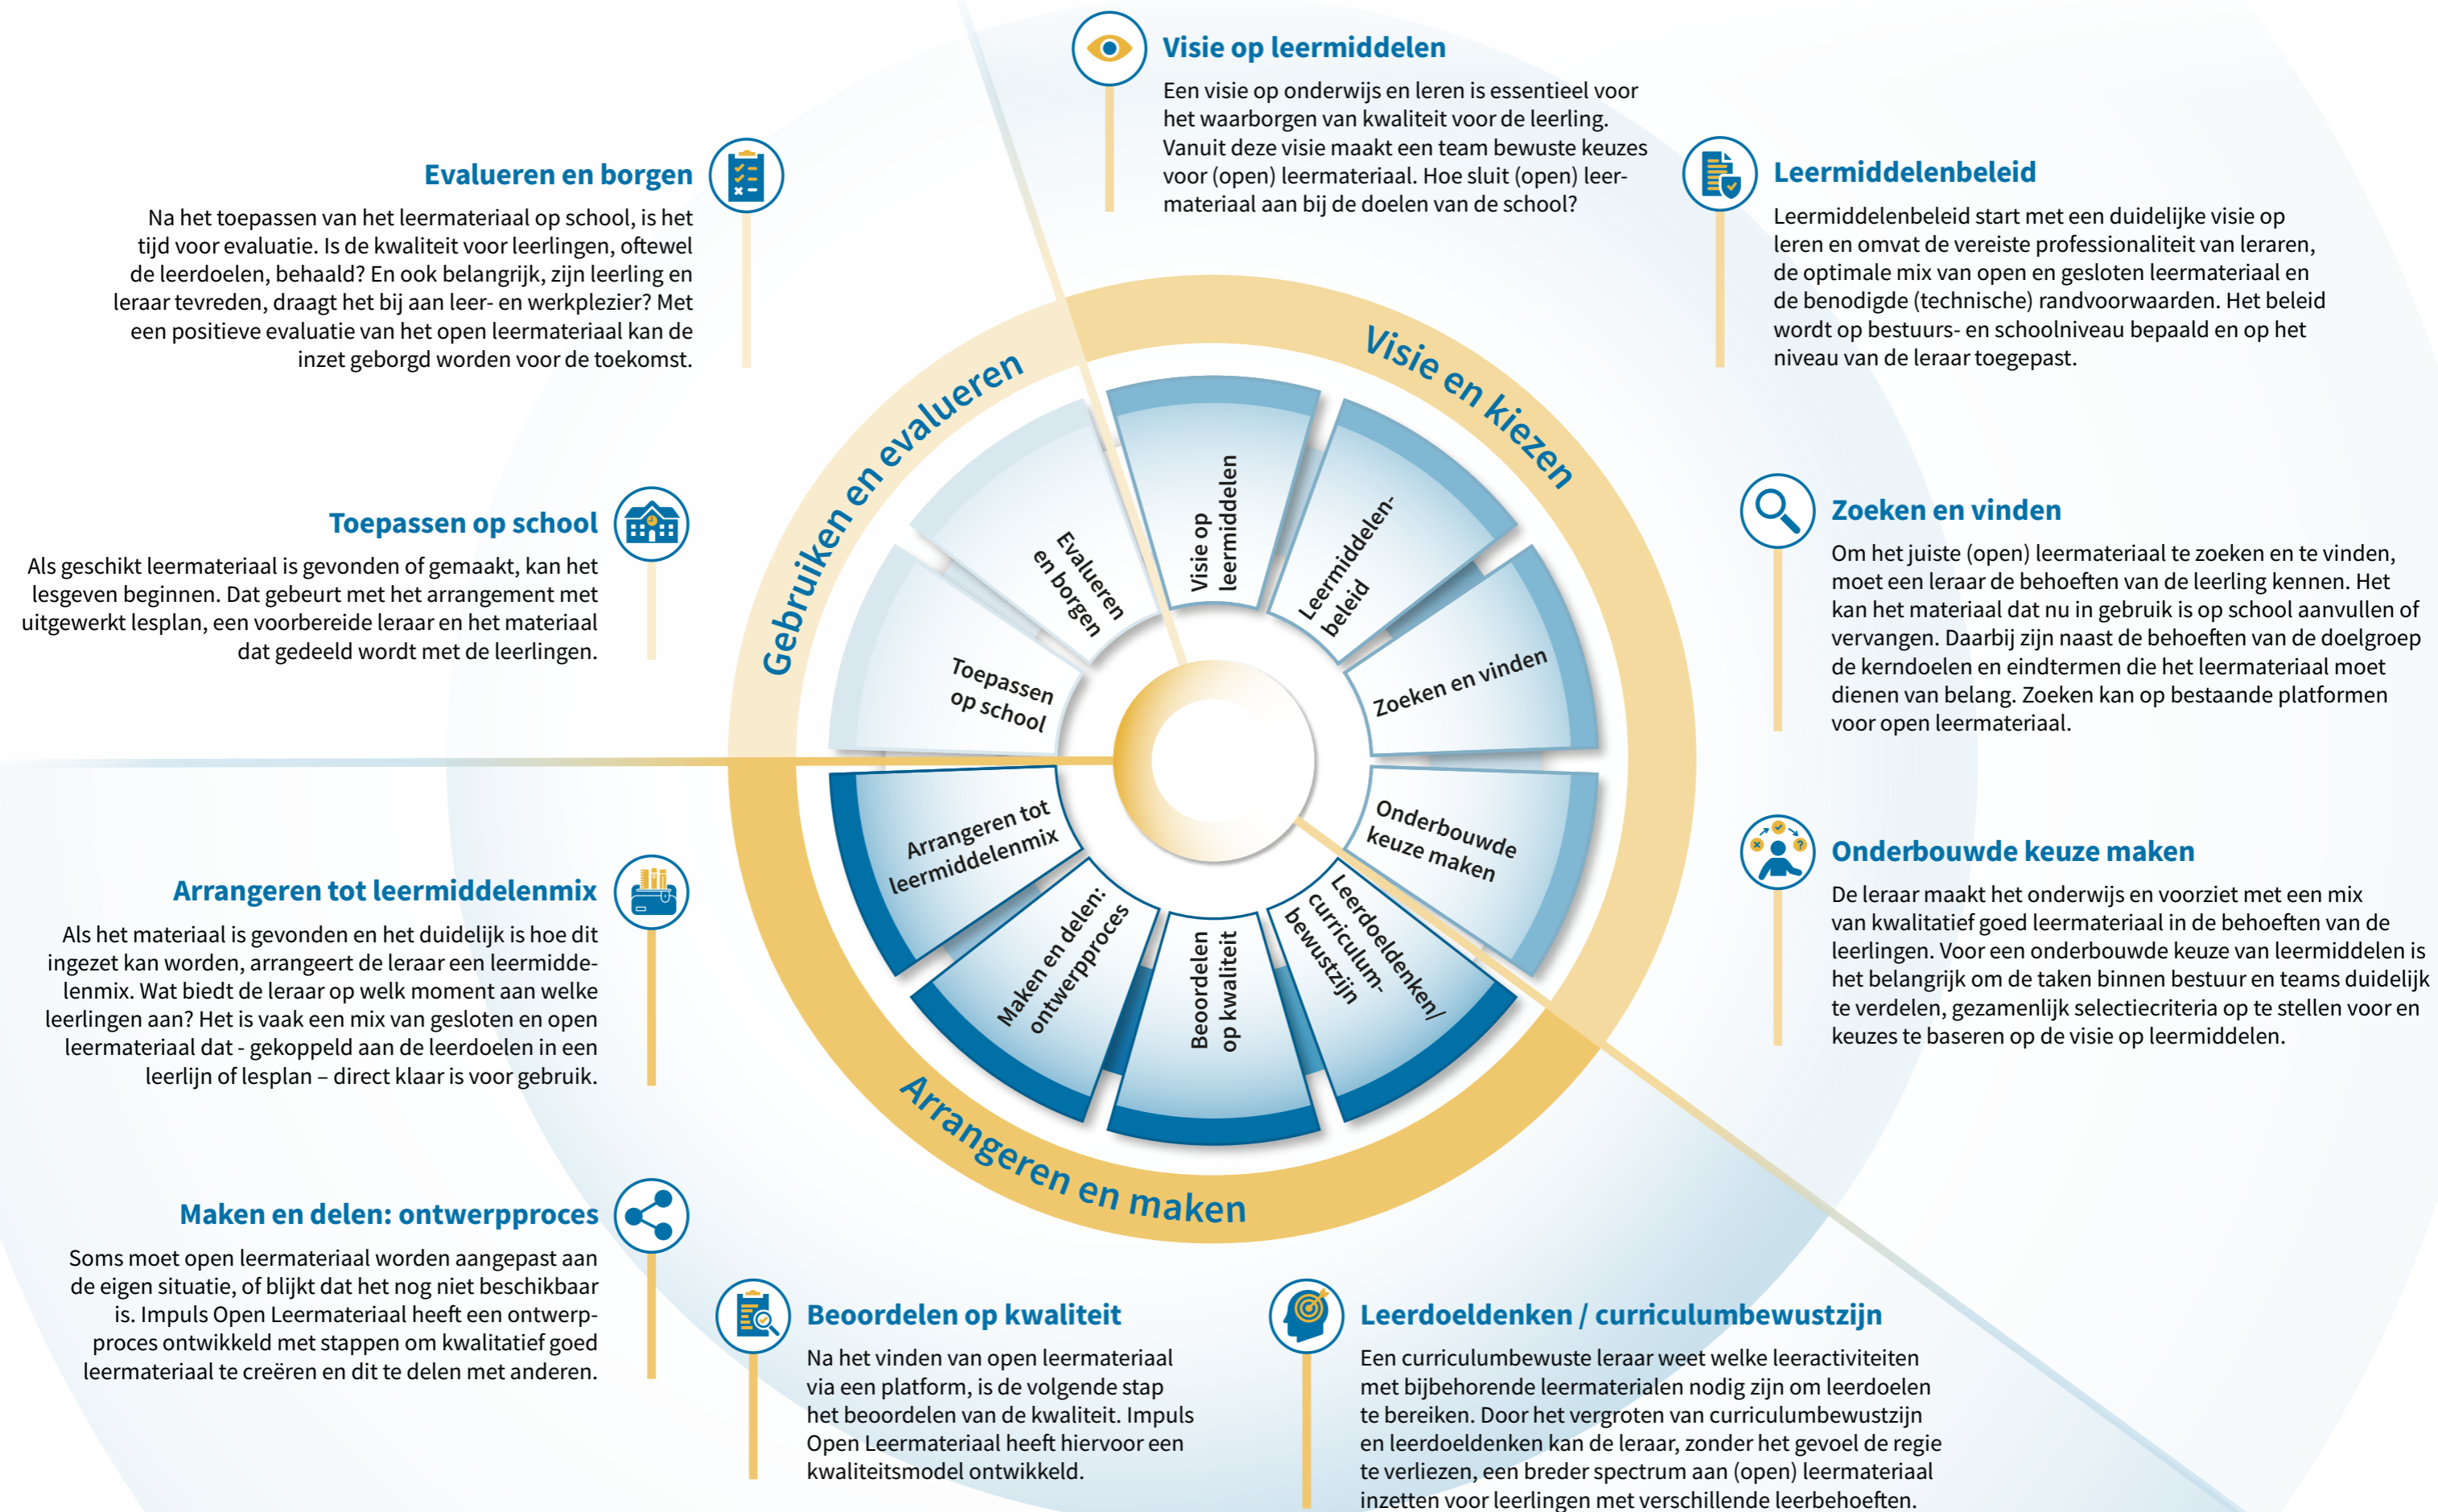 Visie op leermiddelen
Een visie op onderwijs en leren is essentieel voor
het waarborgen van kwaliteit voor de leerling.
Vanuit deze visie maakt een team bewuste keuzes
voor (open) leermateriaal. Hoe sluit (open) leer-
materiaal aan bij de doelen van de school?
Leermiddelenbeleid
Leermiddelenbeleid start met een duidelijke visie op
leren en omvat de vereiste professionaliteit van leraren,
de optimale mix van open en gesloten leermateriaal en
de benodigde (technische) randvoorwaarden. Het beleid
wordt op bestuurs- en schoolniveau bepaald en op het
niveau van de leraar toegepast.
Zoeken en vinden
Om het juiste (open) leermateriaal te zoeken en te vinden,
moet een leraar de behoeften van de leerling kennen. Het
kan het materiaal dat nu in gebruik is op school aanvullen of
vervangen. Daarbij zijn naast de behoeften van de doelgroep
de kerndoelen en eindtermen die het leermateriaal moet
dienen van belang. Zoeken kan op bestaande platformen
voor open leermateriaal.
Onderbouwde keuze maken
De leraar maakt het onderwijs en voorziet met een mix
van kwalitatief goed leermateriaal in de behoeften van de
leerlingen. Voor een onderbouwde keuze van leermiddelen is
het belangrijk om de taken binnen bestuur en teams duidelijk
te verdelen, gezamenlijk selectiecriteria op te stellen voor en
keuzes te baseren op de visie op leermiddelen.
Leerdoeldenken / curriculumbewustzijn
Een curriculumbewuste leraar weet welke leeractiviteiten
met bijbehorende leermaterialen nodig zijn om leerdoelen
te bereiken. Door het vergroten van curriculumbewustzijn
en leerdoeldenken kan de leraar, zonder het gevoel de regie
te verliezen, een breder spectrum aan (open) leermateriaal
inzetten voor leerlingen met verschillende leerbehoeften.
Beoordelen op kwaliteit
Na het vinden van open leermateriaal
via een platform, is de volgende stap
het beoordelen van de kwaliteit. Impuls
Open Leermateriaal heeft hiervoor een
kwaliteitsmodel ontwikkeld.
Maken en delen: ontwerpproces
Soms moet open leermateriaal worden aangepast aan
de eigen situatie, of blijkt dat het nog niet beschikbaar
is. Impuls Open Leermateriaal heeft een ontwerp-
proces ontwikkeld met stappen om kwalitatief goed
leermateriaal te creëren en dit te delen met anderen.
Arrangeren tot leermiddelenmix
Als het materiaal is gevonden en het duidelijk is hoe dit
ingezet kan worden, arrangeert de leraar een leermidde-
lenmix. Wat biedt de leraar op welk moment aan welke
leerlingen aan? Het is vaak een mix van gesloten en open
leermateriaal dat - gekoppeld aan de leerdoelen in een
leerlijn of lesplan – direct klaar is voor gebruik.
Toepassen op school
Als geschikt leermateriaal is gevonden of gemaakt, kan het
lesgeven beginnen. Dat gebeurt met het arrangement met
uitgewerkt lesplan, een voorbereide leraar en het materiaal
dat gedeeld wordt met de leerlingen.
Evalueren en borgen
Na het toepassen van het leermateriaal op school, is het
tijd voor evaluatie. Is de kwaliteit voor leerlingen, oftewel
de leerdoelen, behaald? En ook belangrijk, zijn leerling en
leraar tevreden, draagt het bij aan leer- en werkplezier? Met
een positieve evaluatie van het open leermateriaal kan de
inzet geborgd worden voor de toekomst.
Visie en kiezen
Arrangeren en maken
Gebruiken en evalueren
Visie op
leermiddelen
Leermiddelen-
beleid
Zoeken en vinden
Onderbouwde
keuze maken
Leerdoeldenken/
curriculum-
bewustzijn
Beoordelen
op kwaliteit
Maken en delen:
ontwerpproces
Arrangeren tot
leermiddelenmix
Toepassen
op school
Evalueren
en borgen